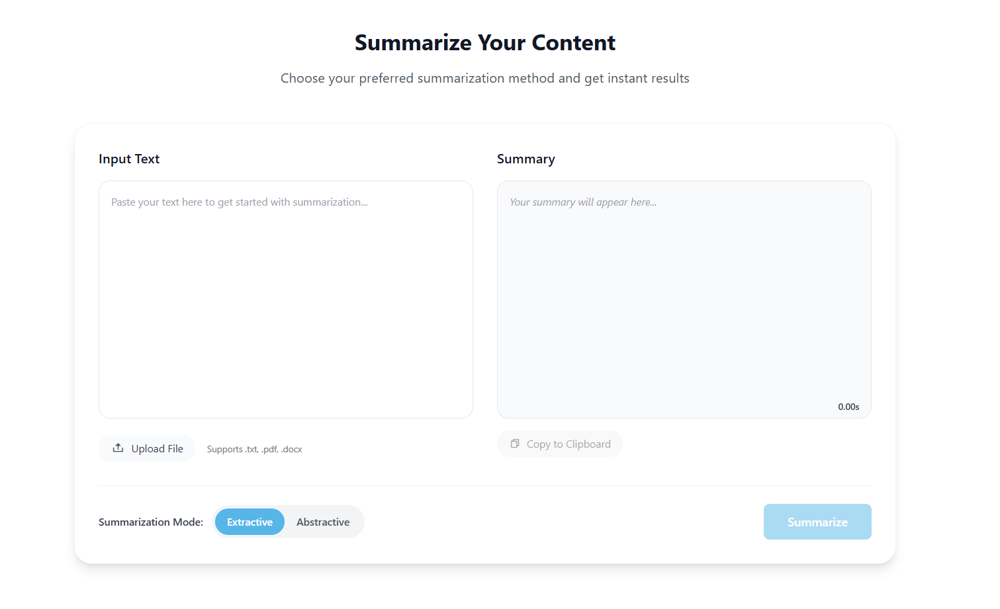 Summarize Your Content
Choose your preferred summarization method and get instant results
Input Text
Paste your text here to get started with summarization...
Upload File
Supports .txt, .pdf, .docx
Summary
Your summary will appear here...
0.00s
Copy to Clipboard
Summarization Mode:
Extractive
Abstractive
Summarize